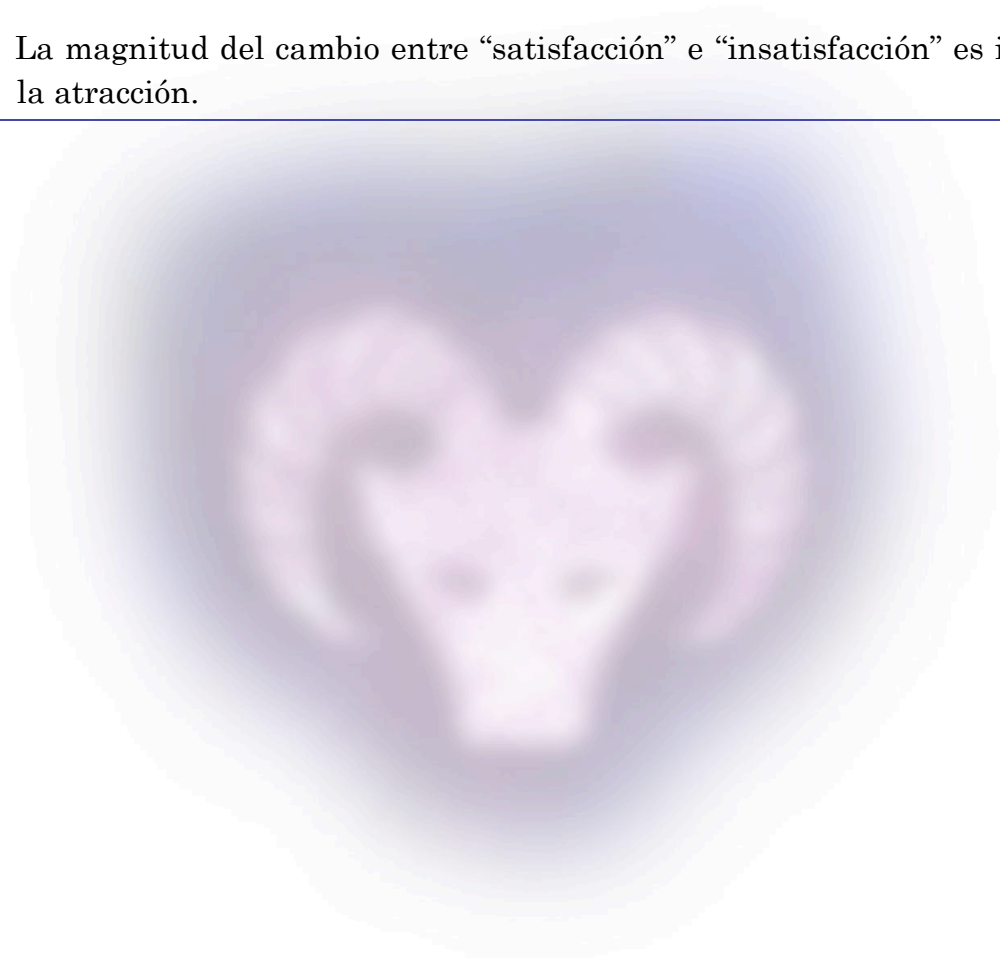 La magnitud del cambio entre “satisfacción” e “insatisfacción” es
la atracción.